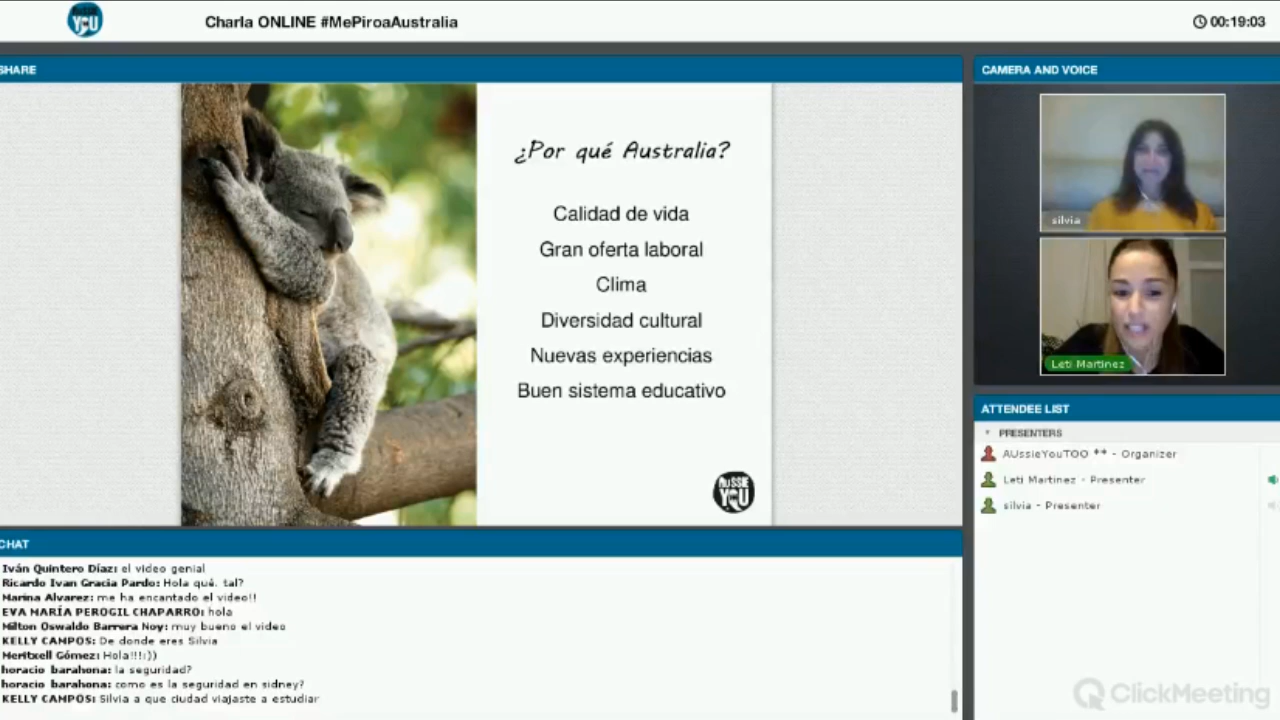 AUSSIE
YOU
Charla ONLINE #MePiroaAustralia
00:19:03
SHARE
¿Por qué Australia?
Calidad de vida
Gran oferta laboral
Clima
Diversidad cultural
Nuevas experiencias
Buen sistema educativo
AUSSIE
YOU
CAMERA AND VOICE
silvia
Leti Martinez
ATTENDEE LIST
PRESENTERS
AUssieYouTOO ** - Organizer
Leti Martinez - Presenter
silvia - Presenter
CHAT
Iván Quintero Díaz: el video genial
Ricardo Ivan Gracia Pardo: Hola qué. tal?
Marina Alvarez: me ha encantado el video!!
EVA MARÍA PEROGIL CHAPARRO: hola
Milton Oswaldo Barrera Noy: muy bueno el video
KELLY CAMPOS: De donde eres Silvia
Meritxell Gómez: Hola!!!:))
horacio barahona: la seguridad?
horacio barahona: como es la seguridad en sidney?
KELLY CAMPOS: Silvia a que ciudad viajaste a estudiar
ClickMeeting